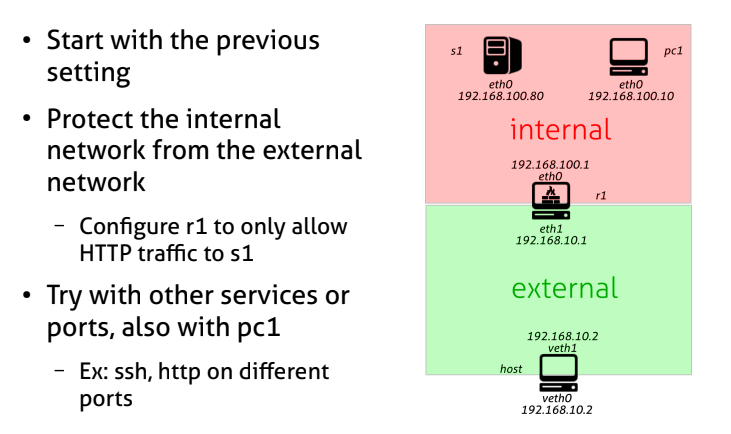 • Start with the previous
setting
• Protect the internal
network from the external
network
– Configure r1 to only allow
HTTP traffic to s1
• Try with other services or
ports, also with pc1
– Ex: ssh, http on different
ports
s1
pc1
eth0
192.168.100.80
eth0
192.168.100.10
internal
192.168.100.1
eth0
r1
eth1
192.168.10.1
external
192.168.10.2
veth1
host
veth0
192.168.10.2